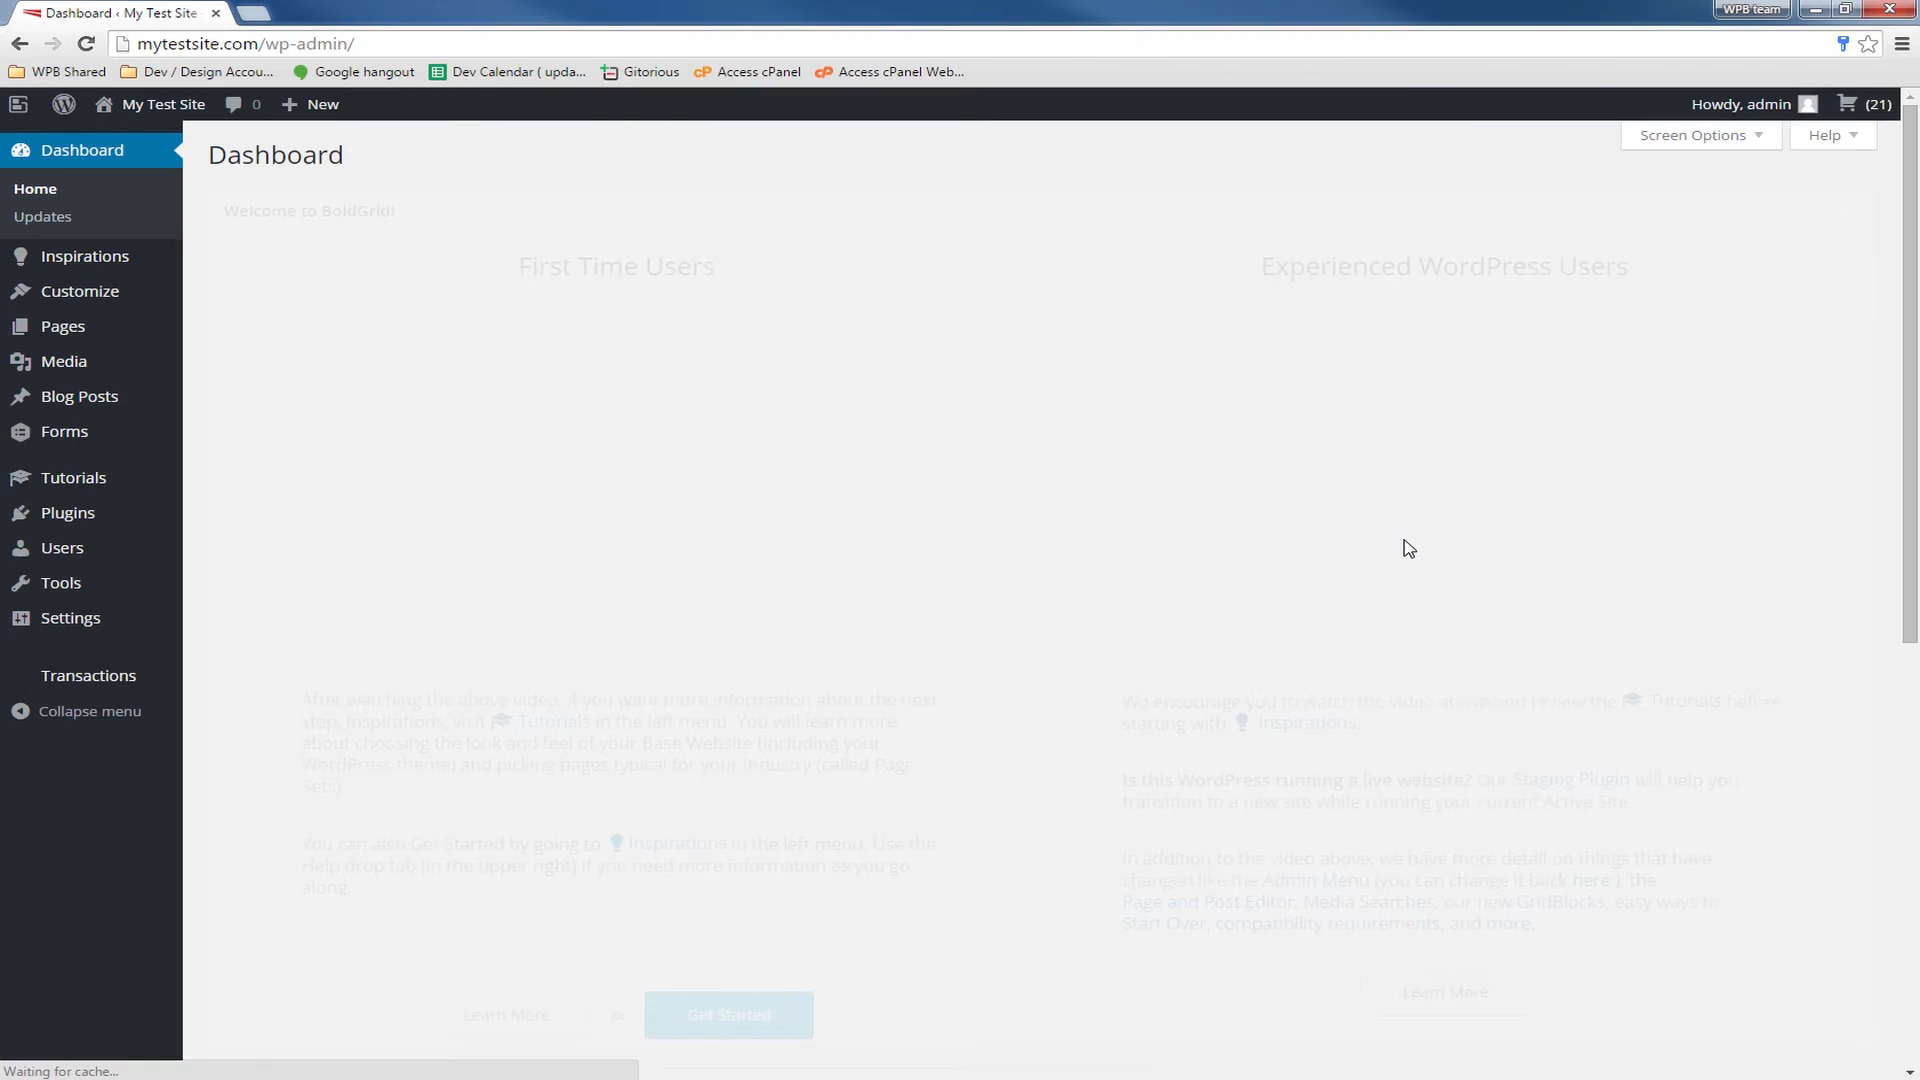 Dashboard ‹ My Test Site
WPB team
mytestsite.com/wp-admin/
WPB Shared
Dev / Design Accou...
Google hangout
Dev Calendar ( upda...
Gitorious
cP Access cPanel
cP Access cPanel Web...
My Test Site
0
New
Howdy, admin
(21)
Screen Options
Help
Dashboard
Home
Updates
Inspirations
Customize
Pages
Media
Blog Posts
Forms
Tutorials
Plugins
Users
Tools
Settings
Transactions
Collapse menu
Dashboard
Welcome to BoldGrid!
First Time Users
After watching the above video, if you want more information about the next
step, Inspirations, visit Tutorials in the left menu. You will learn more
about choosing the look and feel of your Base Website (including your
WordPress theme) and picking pages typical for your industry (called Page
Sets).
You can also Get Started by going to Inspirations in the left menu. Use the
Help drop tab (in the upper right) if you need more information as you go
along.
Learn More
or
Get Started
Experienced WordPress Users
We encourage you to watch the video above and review the Tutorials before
starting with Inspirations.
Is this WordPress running a live website? Our Staging Plugin will help you
transition to a new site while running your current Active Site.
In addition to the video above, we have more detail on things that have
changed like the Admin Menu (you can change it back here.), the
Page and Post Editor, Media Searches, our new GridBlocks, easy ways to
Start Over, compatibility requirements, and more.
Learn More
Waiting for cache...